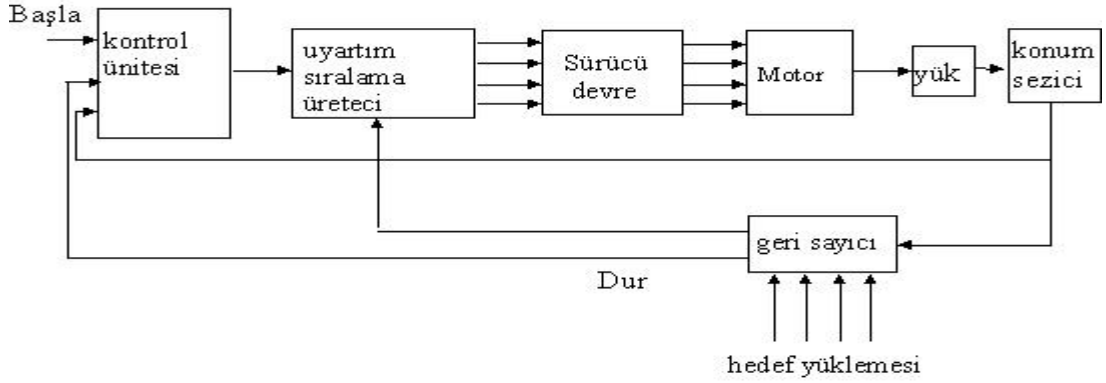 Başla
kontrol
ünitesi
uyartım
sıralama
üreteci
Sürücü
devre
Motor
yük
konum
sezici
geri sayıcı
Dur
hedef yüklemesi